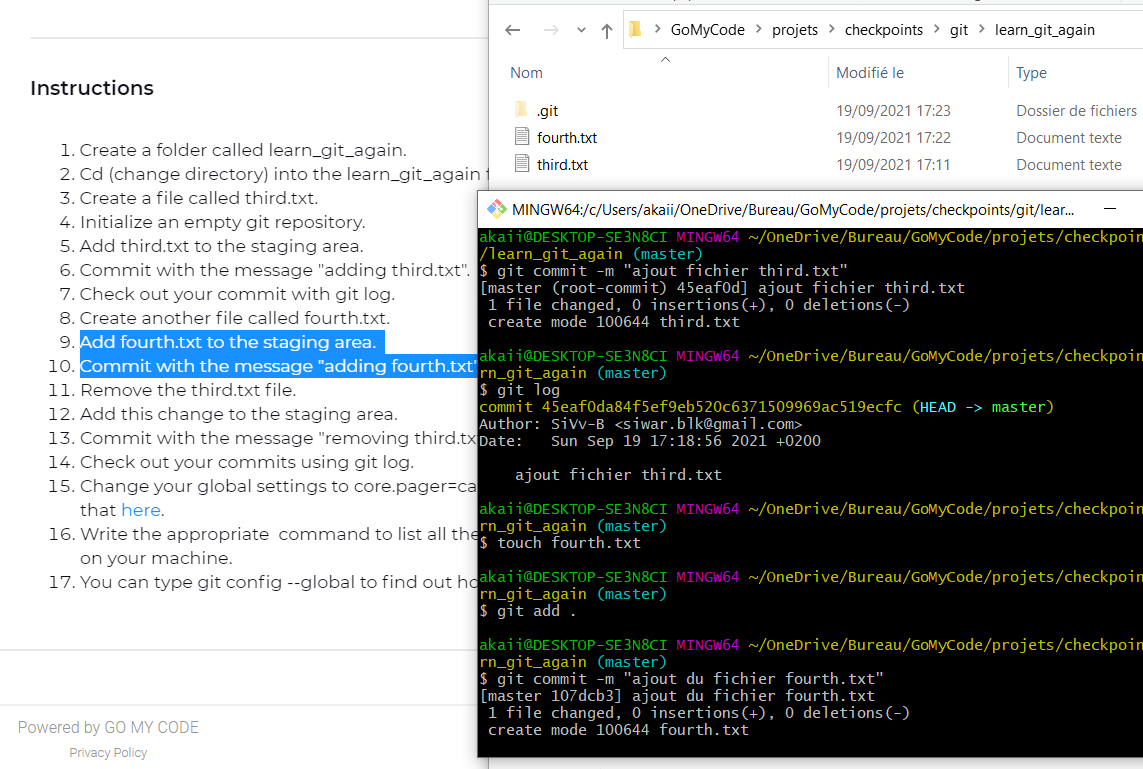 Instructions
1. Create a folder called learn_git_again.
2. Cd (change directory) into the learn_git_again
3. Create a file called third.txt.
4. Initialize an empty git repository.
5. Add third.txt to the staging area.
6. Commit with the message "adding third.txt".
7. Check out your commit with git log.
8. Create another file called fourth.txt.
9. Add fourth.txt to the staging area.
10. Commit with the message "adding fourth.txt"
11. Remove the third.txt file.
12. Add this change to the staging area.
13. Commit with the message "removing third.tx
14. Check out your commits using git log.
15. Change your global settings to core.pager=ca
that here.
16. Write the appropriate command to list all the
on your machine.
17. You can type git config --global to find out ho
Powered by GO MY CODE
Privacy Policy
GoMyCode > projets > checkpoints > git > learn_git_again
Nom Modifié le Type
.git 19/09/2021 17:23 Dossier de fichiers
fourth.txt 19/09/2021 17:22 Document texte
third.txt 19/09/2021 17:11 Document texte
MINGW64:/c/Users/akaii/OneDrive/Bureau/GoMyCode/projets/checkpoints/git/lear...
akaii@DESKTOP-SE3N8CI MINGW64 ~/OneDrive/Bureau/GoMyCode/projets/checkpoin
/learn_git_again (master)
$ git commit -m "ajout fichier third.txt"
[master (root-commit) 45eaf0d] ajout fichier third.txt
1 file changed, 0 insertions(+), 0 deletions(-)
create mode 100644 third.txt
akaii@DESKTOP-SE3N8CI MINGW64 ~/OneDrive/Bureau/GoMyCode/projets/checkpoin
rn_git_again (master)
$ git log
commit 45eaf0da84f5ef9eb520c6371509969ac519ecfc (HEAD -> master)
Author: SiVv-B <siwar.blk@gmail.com>
Date: Sun Sep 19 17:18:56 2021 +0200
ajout fichier third.txt
akaii@DESKTOP-SE3N8CI MINGW64 ~/OneDrive/Bureau/GoMyCode/projets/checkpoin
rn_git_again (master)
$ touch fourth.txt
akaii@DESKTOP-SE3N8CI MINGW64 ~/OneDrive/Bureau/GoMyCode/projets/checkpoin
rn_git_again (master)
$ git add .
akaii@DESKTOP-SE3N8CI MINGW64 ~/OneDrive/Bureau/GoMyCode/projets/checkpoin
rn_git_again (master)
$ git commit -m "ajout du fichier fourth.txt"
[master 107dcb3] ajout du fichier fourth.txt
1 file changed, 0 insertions(+), 0 deletions(-)
create mode 100644 fourth.txt